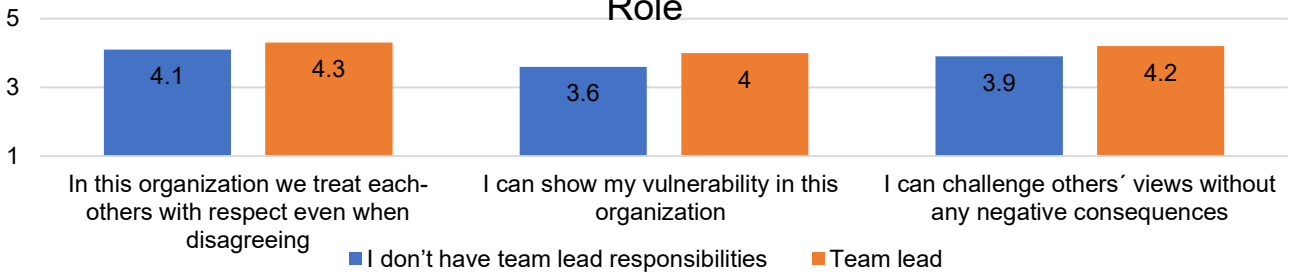 Role
5
3
1
4.1
4.3
3.6
4
3.9
4.2
In this organization we treat each-
others with respect even when
disagreeing
I can show my vulnerability in this
organization
I can challenge others´ views without
any negative consequences
I don’t have team lead responsibilities
Team lead